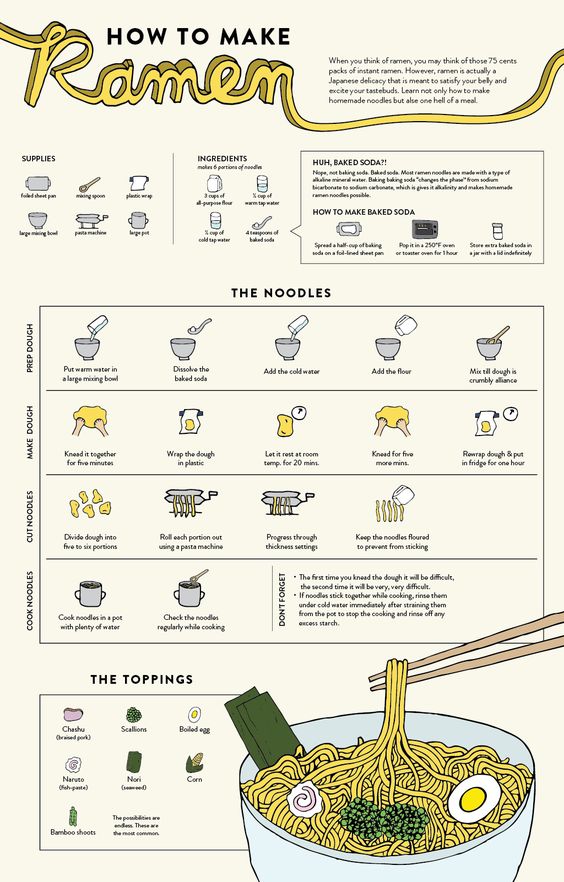 HOW TO MAKE
Ramen
When you think of ramen, you may think of those 75 cents
packs of instant ramen. However, ramen is actually a
Japanese delicacy that is meant to satisfy your belly and
excite your tastebuds. Learn not only how to make
homemade noodles but alse one hell of a meal.
SUPPLIES
foiled sheet pan
mixing spoon
plastic wrap
large mixing bowl
pasta machine
large pot
INGREDIENTS
makes 6 portions of noodles
3 cups of
all-purpose flour
½ cup of
warm tap water
½ cup of
cold tap water
4 teaspoons of
baked soda
HUH, BAKED SODA?!
Nope, not baking soda. Baked soda. Most ramen noodles are made with a type of
alkaline mineral water. Baking baking soda "changes the phase" from sodium
bicarbonate to sodium carbonate, which is gives it alkalinity and makes homemade
ramen noodles possible.
HOW TO MAKE BAKED SODA
Spread a half-cup of baking
soda on a foil-lined sheet pan
Pop it in a 250°F oven
or toaster oven for 1 hour
Store extra baked soda in
a jar with a lid indefinitely
THE NOODLES
PREP DOUGH
Put warm water in
a large mixing bowl
Dissolve the
baked soda
Add the cold water
Add the flour
Mix till dough is
crumbly alliance
MAKE DOUGH
Knead it together
for five minutes
Wrap the dough
in plastic
Let it rest at room
temp. for 20 mins.
Knead for five
more mins.
Rewrap dough & put
in fridge for one hour
CUT NOODLES
Divide dough into
five to six portions
Roll each portion out
using a pasta machine
Progress through
thickness settings
Keep the noodles floured
to prevent from sticking
COOK NOODLES
Cook noodles in a pot
with plenty of water
Check the noodles
regularly while cooking
DON'T FORGET
• The first time you knead the dough it will be difficult,
the second time it will be very, very difficult.
• If noodles stick together while cooking, rinse them
under cold water immediately after straining them
from the pot to stop the cooking and rinse off any
excess starch.
THE TOPPINGS
Chashu
(braised pork)
Scallions
Boiled egg
Naruto
(fish-paste)
Nori
(seaweed)
Corn
Bamboo shoots
The possibilities are
endless. These are
the most common.